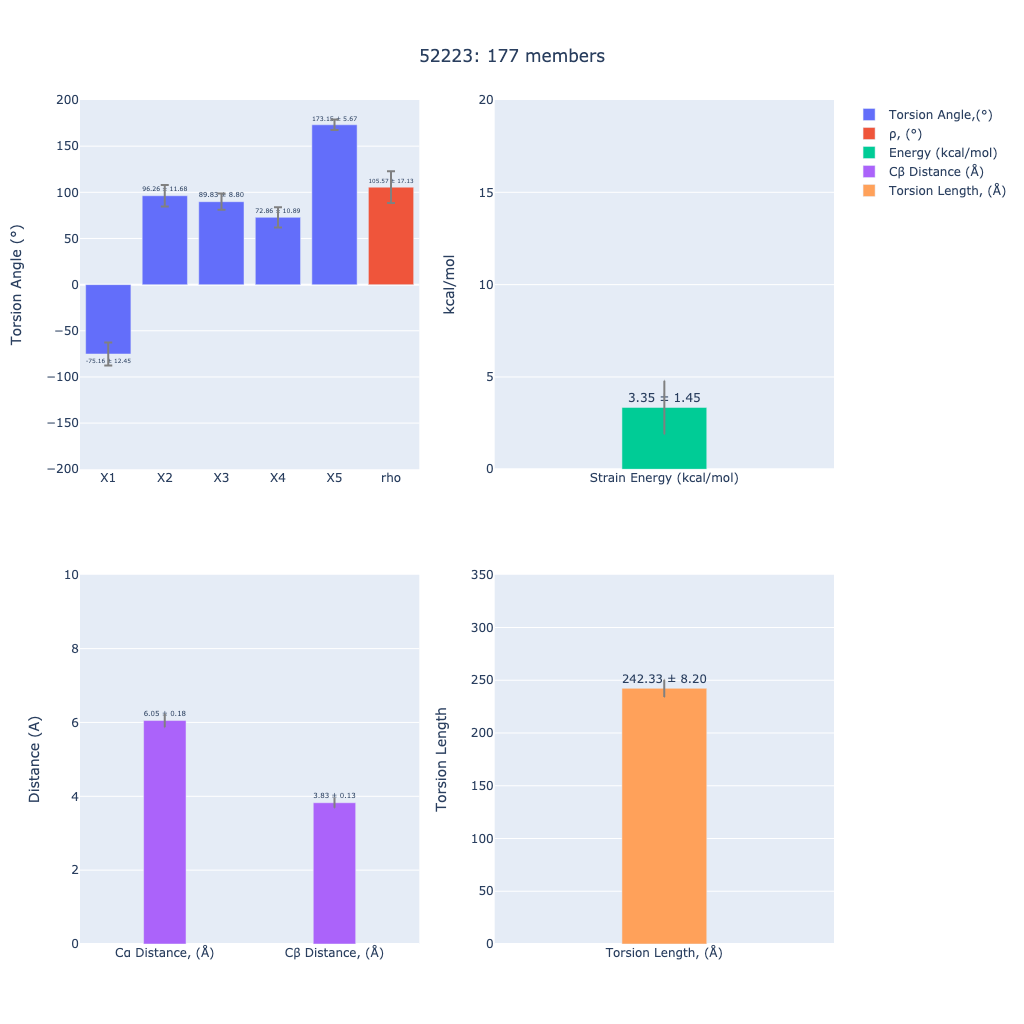 52223: 177 members
200
150
100
50
0
−50
−100
−150
−200
Torsion Angle (°)
-75.16 ± 12.45
96.26 ± 11.68
89.83 ± 8.80
72.86 ± 10.89
173.15 ± 5.67
105.57 ± 17.13
X1
X2
X3
X4
X5
rho
20
15
10
5
0
kcal/mol
3.35 ± 1.45
Strain Energy (kcal/mol)
Torsion Angle,(°)
ρ, (°)
Energy (kcal/mol)
Cβ Distance (Å)
Torsion Length, (Å)
10
8
6
4
2
0
Distance (A)
6.05 ± 0.18
3.83 ± 0.13
Cα Distance, (Å)
Cβ Distance, (Å)
350
300
250
200
150
100
50
0
Torsion Length
242.33 ± 8.20
Torsion Length, (Å)